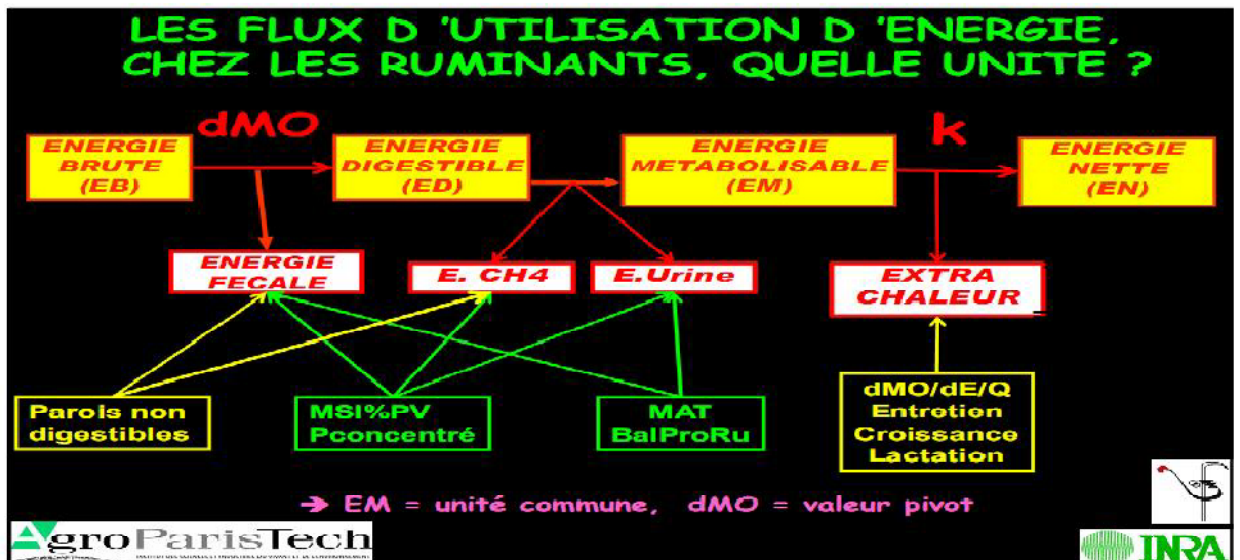 LES FLUX D 'UTILISATION D 'ENERGIE,
CHEZ LES RUMINANTS, QUELLE UNITE ?
dMO
k
ENERGIE
BRUTE
(EB)
ENERGIE
DIGESTIBLE
(ED)
ENERGIE
METABOLISABLE
(EM)
ENERGIE
NETTE
(EN)
ENERGIE
FECALE
E. CH4
E.Urine
EXTRA
CHALEUR
Parois non
digestibles
MSI%PV
Pconcentré
MAT
BalProRu
dMO/dE/Q
Entretien
Croissance
Lactation
→ EM = unité commune, dMO = valeur pivot
AgroParisTech
INRA